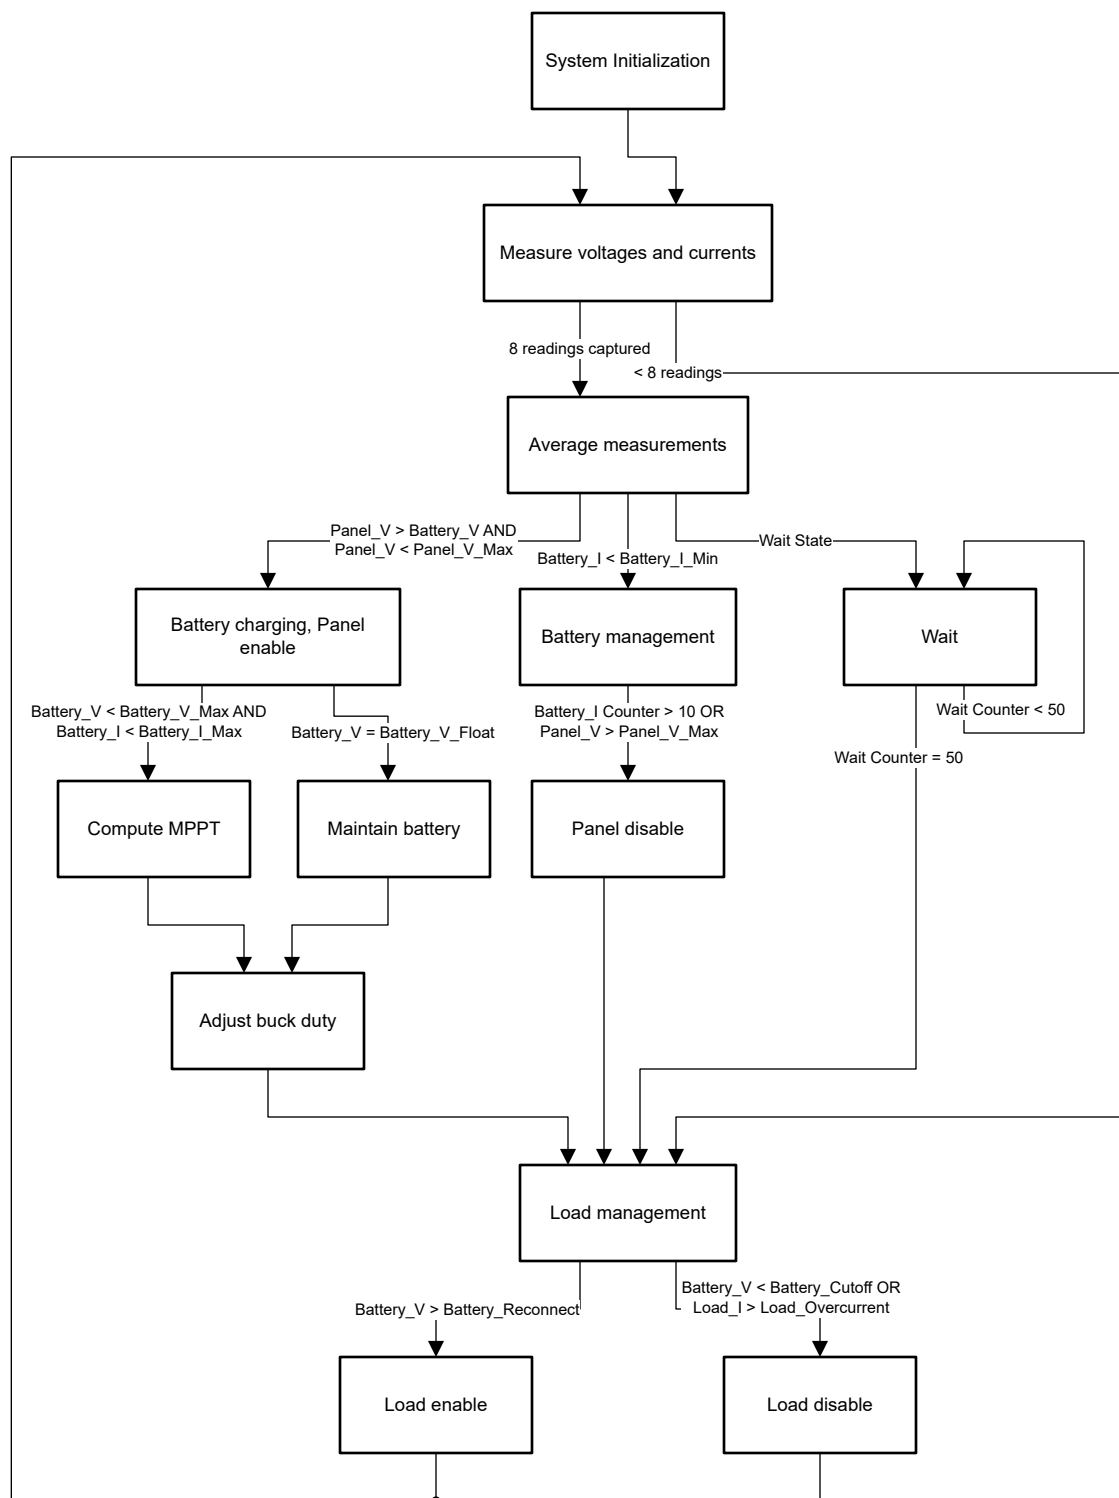 System Initialization
Measure voltages and currents
8 readings captured
< 8 readings
Average measurements
Panel_V > Battery_V AND
Panel_V < Panel_V_Max
Battery_I < Battery_I_Min
Wait State
Battery charging, Panel
enable
Battery management
Wait
Battery_V < Battery_V_Max AND
Battery_I < Battery_I_Max
Battery_V = Battery_V_Float
Battery_I Counter > 10 OR
Panel_V > Panel_V_Max
Wait Counter < 50
Wait Counter = 50
Compute MPPT
Maintain battery
Panel disable
Adjust buck duty
Load management
Battery_V > Battery_Reconnect
Battery_V < Battery_Cutoff OR
Load_I > Load_Overcurrent
Load enable
Load disable